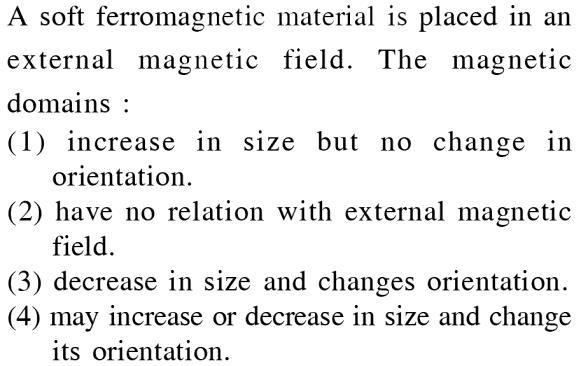 A soft ferromagnetic material is placed in an
external magnetic field. The magnetic
domains :
(1) increase in size but no change in
orientation.
(2) have no relation with external magnetic
field.
(3) decrease in size and changes orientation.
(4) may increase or decrease in size and change
its orientation.